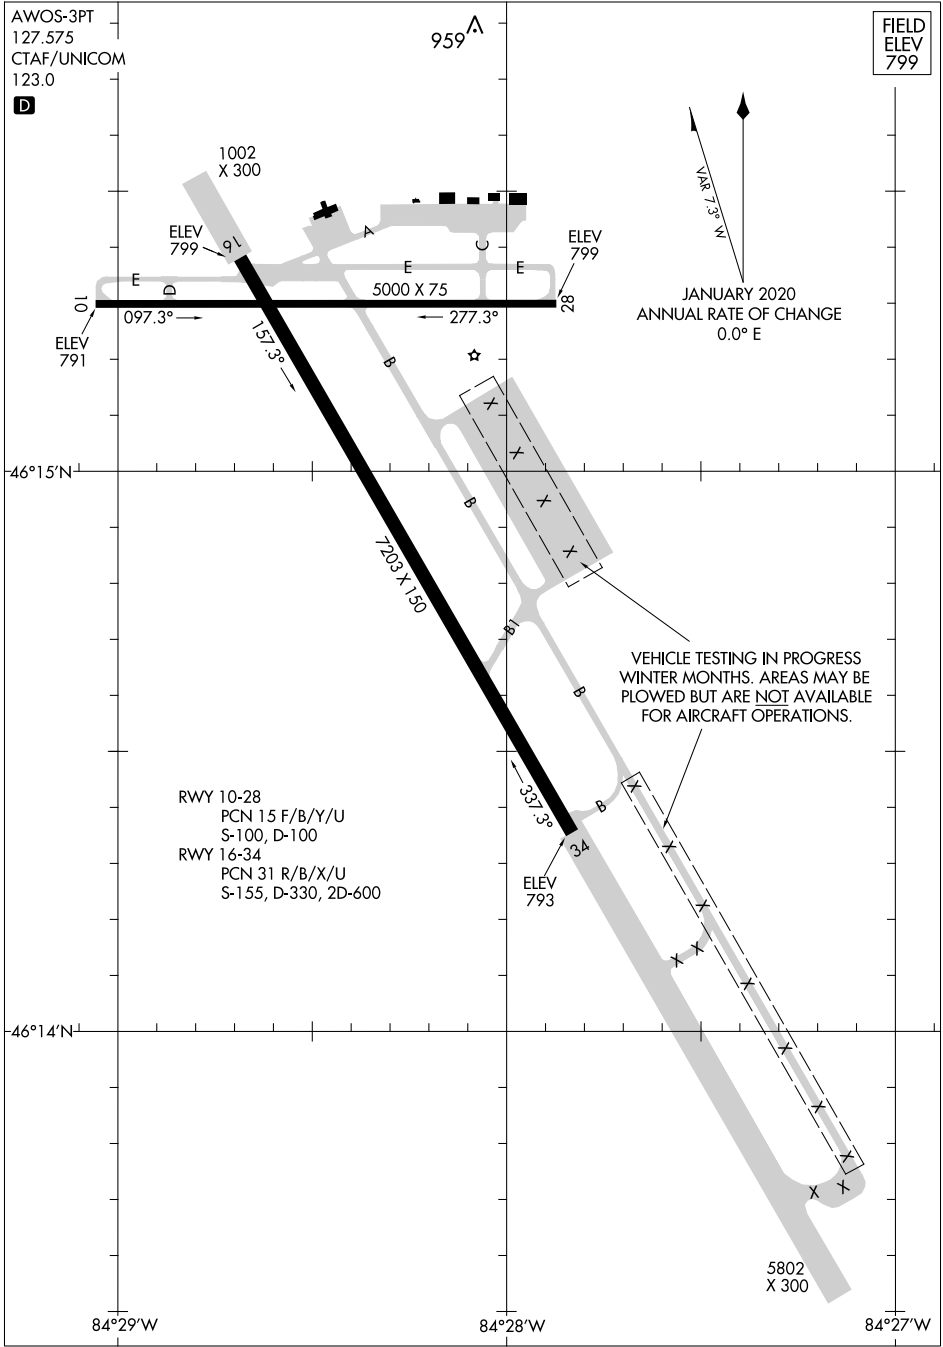 AWOS-3PT
127.575
CTAF/UNICOM
123.0
D
959
FIELD
ELEV
799
1002
X 300
VAR 7.3° W
JANUARY 2020
ANNUAL RATE OF CHANGE
0.0° E
ELEV
799
16
A
C
ELEV
799
E
D
E
E
5000 X 75
10
28
097.3°
277.3°
ELEV
791
157.3°
B
X
X
46°15'N
B
X
X
7203 X 150
B1
VEHICLE TESTING IN PROGRESS
WINTER MONTHS. AREAS MAY BE
PLOWED BUT ARE NOT AVAILABLE
FOR AIRCRAFT OPERATIONS.
B
RWY 10-28
PCN 15 F/B/Y/U
S-100, D-100
RWY 16-34
PCN 31 R/B/X/U
S-155, D-330, 2D-600
337.3°
B
X
X
34
ELEV
793
X
X
X
X
46°14'N
X
X
X
X
X
5802
X 300
84°29'W
84°28'W
84°27'W